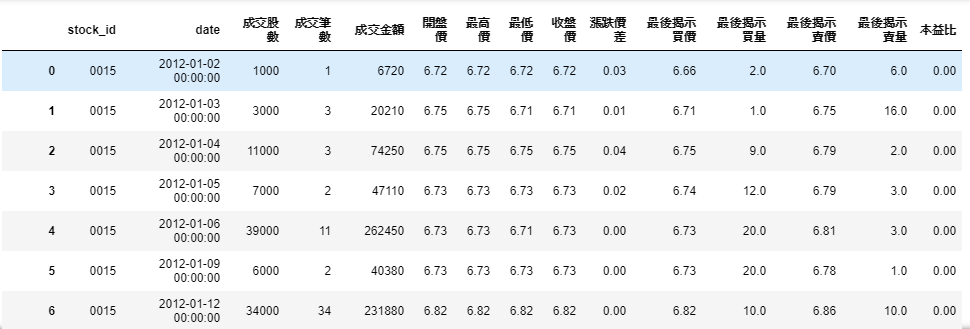 stock_id date 成交股數 成交筆數 成交金額 開盤價 最高價 最低價 收盤價 漲跌價差 最後揭示買價 最後揭示買量 最後揭示賣價 最後揭示賣量 本益比
0 0015 2012-01-02 00:00:00 1000 1 6720 6.72 6.72 6.72 6.72 0.03 6.66 2.0 6.70 6.0 0.00
1 0015 2012-01-03 00:00:00 3000 3 20210 6.75 6.75 6.71 6.71 0.01 6.71 1.0 6.75 16.0 0.00
2 0015 2012-01-04 00:00:00 11000 3 74250 6.75 6.75 6.75 6.75 0.04 6.75 9.0 6.79 2.0 0.00
3 0015 2012-01-05 00:00:00 7000 2 47110 6.73 6.73 6.73 6.73 0.02 6.74 12.0 6.79 3.0 0.00
4 0015 2012-01-06 00:00:00 39000 11 262450 6.73 6.73 6.71 6.73 0.00 6.73 20.0 6.81 3.0 0.00
5 0015 2012-01-09 00:00:00 6000 2 40380 6.73 6.73 6.73 6.73 0.00 6.73 20.0 6.78 1.0 0.00
6 0015 2012-01-12 00:00:00 34000 34 231880 6.82 6.82 6.82 6.82 0.00 6.82 10.0 6.86 10.0 0.00